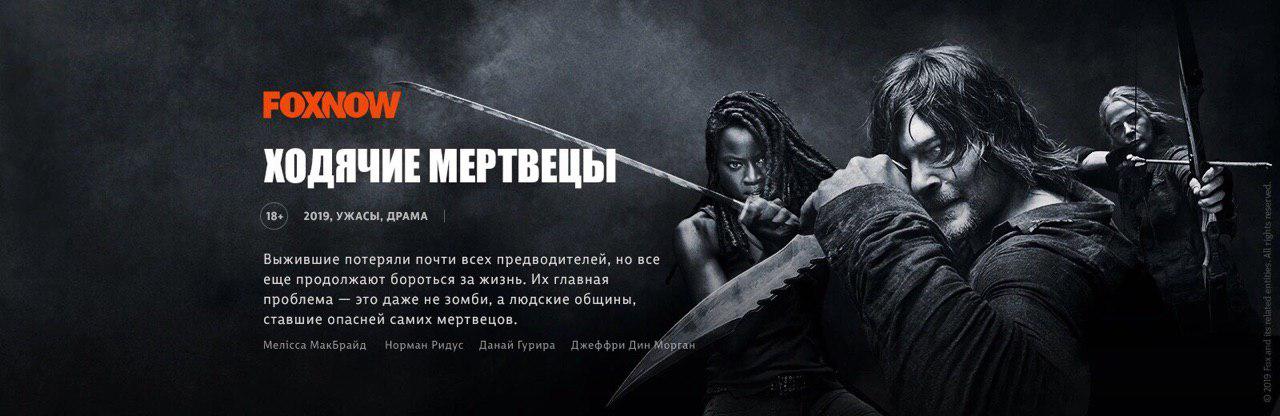 FOXNOW
ХОДЯЧИЕ МЕРТВЕЦЫ
18+ 2019, УЖАСЫ, ДРАМА |
Выжившие потеряли почти всех предводителей, но все
еще продолжают бороться за жизнь. Их главная
проблема — это даже не зомби, а людские общины,
ставшие опасней самих мертвецов.
Мелісса МакБрайд Норман Ридус Данай Гурира Джеффри Дин Морган
© 2019 Fox and its related entities. All rights reserved.